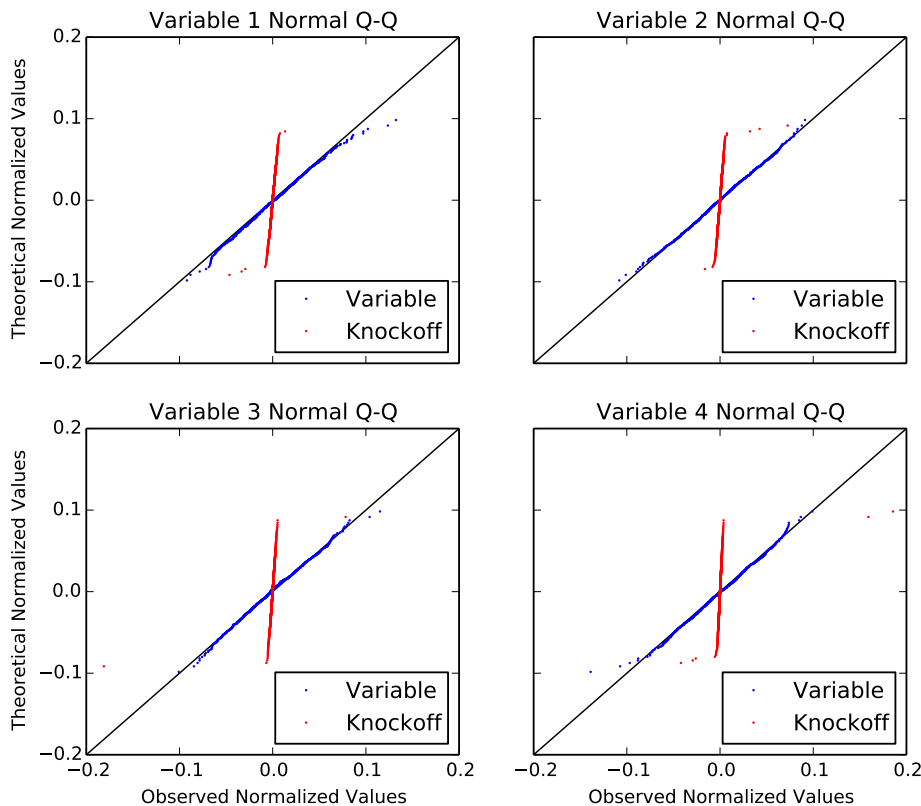 Variable 1 Normal Q-Q
Variable 2 Normal Q-Q
Theoretical Normalized Values
0.2
0.1
0.0
−0.1
−0.2
Variable
Knockoff
Variable
Knockoff
Variable 3 Normal Q-Q
Variable 4 Normal Q-Q
Theoretical Normalized Values
0.2
0.1
0.0
−0.1
−0.2
Variable
Knockoff
Variable
Knockoff
−0.2 −0.1 0.0 0.1 0.2
−0.2 −0.1 0.0 0.1 0.2
Observed Normalized Values
Observed Normalized Values